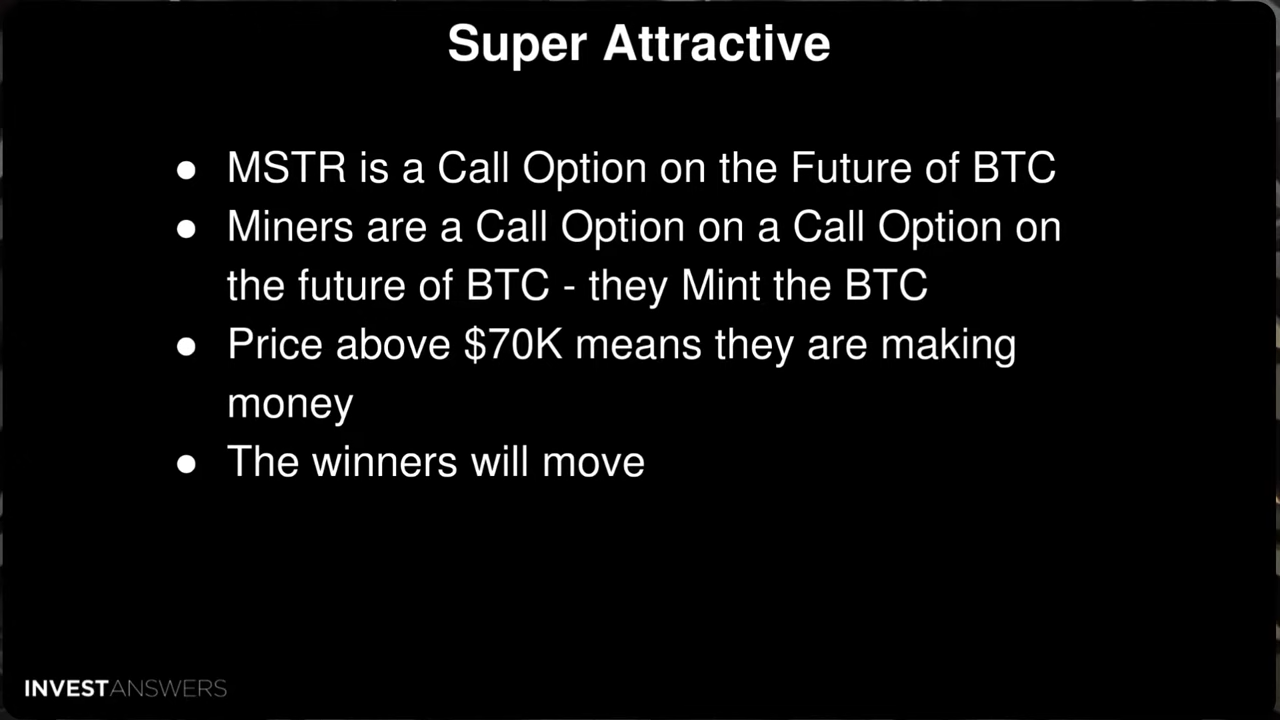 Super Attractive
● MSTR is a Call Option on the Future of BTC
● Miners are a Call Option on a Call Option on
the future of BTC - they Mint the BTC
● Price above $70K means they are making
money
● The winners will move
INVESTANSWERS